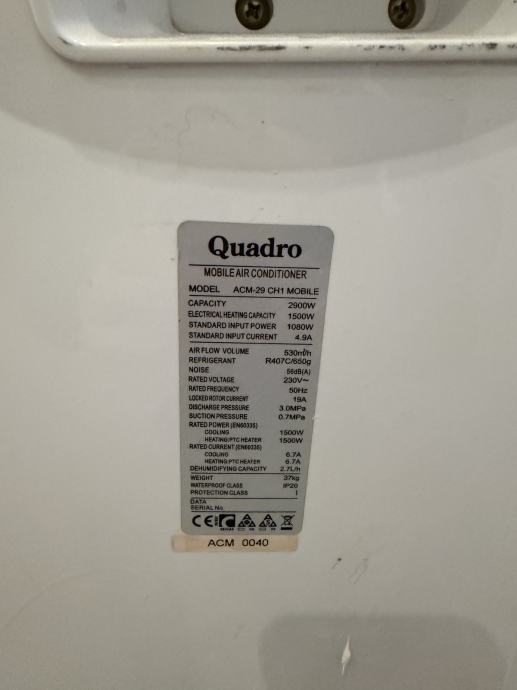 Quadro
MOBILE AIR CONDITIONER
MODEL ACM-29 CH1 MOBILE
CAPACITY 2900W
ELECTRICAL HEATING CAPACITY 1500W
STANDARD INPUT POWER 1080W
STANDARD INPUT CURRENT 4.9A
AIR FLOW VOLUME 530m³/h
REFRIGERANT R407C/650g
NOISE 56dB(A)
RATED VOLTAGE 230V~
RATED FREQUENCY 50Hz
LOCKED ROTOR CURRENT 19A
DISCHARGE PRESSURE 3.0MPa
SUCTION PRESSURE 0.7MPa
RATED POWER (EN60335)
COOLING 1500W
HEATING:PTC HEATER 1500W
RATED CURRENT (EN60335)
COOLING 6.7A
HEATING:PTC HEATER 6.7A
DEHUMIDIFYING CAPACITY 2.7L/h
WEIGHT 37kg
WATERPROOF CLASS IP20
PROTECTION CLASS I
DATA
SERIAL No.
CE
ACM 0040